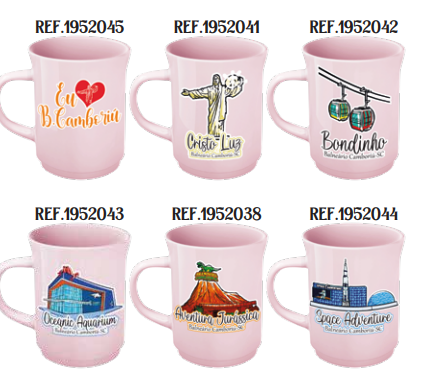 REF.1952045
REF.1952041
REF.1952042
Eu
B.Camboriú
Cristo Luz
Balneário Camboriú-SC
Bondinho
Balneário Camboriú-SC
REF.1952043
REF.1952038
REF.1952044
Oceanic Aquarium
Balneário Camboriú-SC
Aventura Jurássica
Balneário Camboriú-SC
Space Adventure
Balneário Camboriú-SC